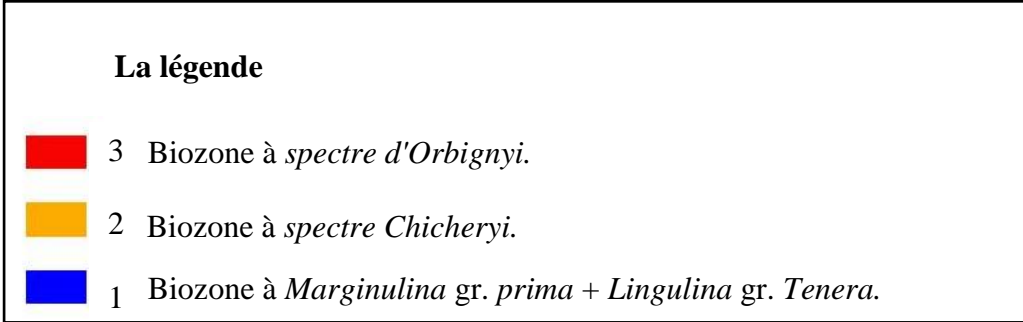 La légende
3 Biozone à spectre d'Orbignyi.
2 Biozone à spectre Chicheryi.
1 Biozone à Marginulina gr. prima + Lingulina gr. Tenera.